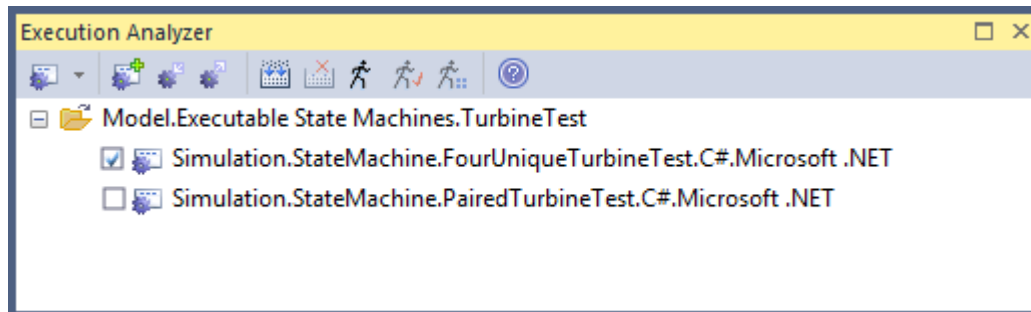 Execution Analyzer
Model.Executable State Machines.TurbineTest
Simulation.StateMachine.FourUniqueTurbineTest.C#.Microsoft .NET
Simulation.StateMachine.PairedTurbineTest.C#.Microsoft .NET